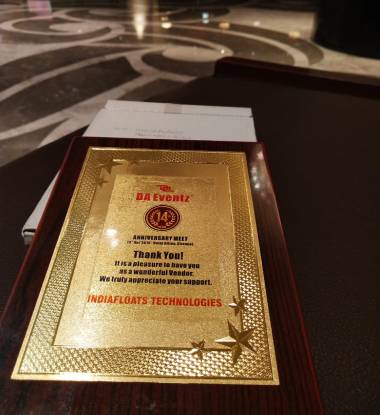 DA Eventz
14
ANNIVERSARY MEET
Thank You!
It is a pleasure to have you
as a wonderful Vendor.
We truly appreciate your support.
INDIAFLOATS TECHNOLOGIES